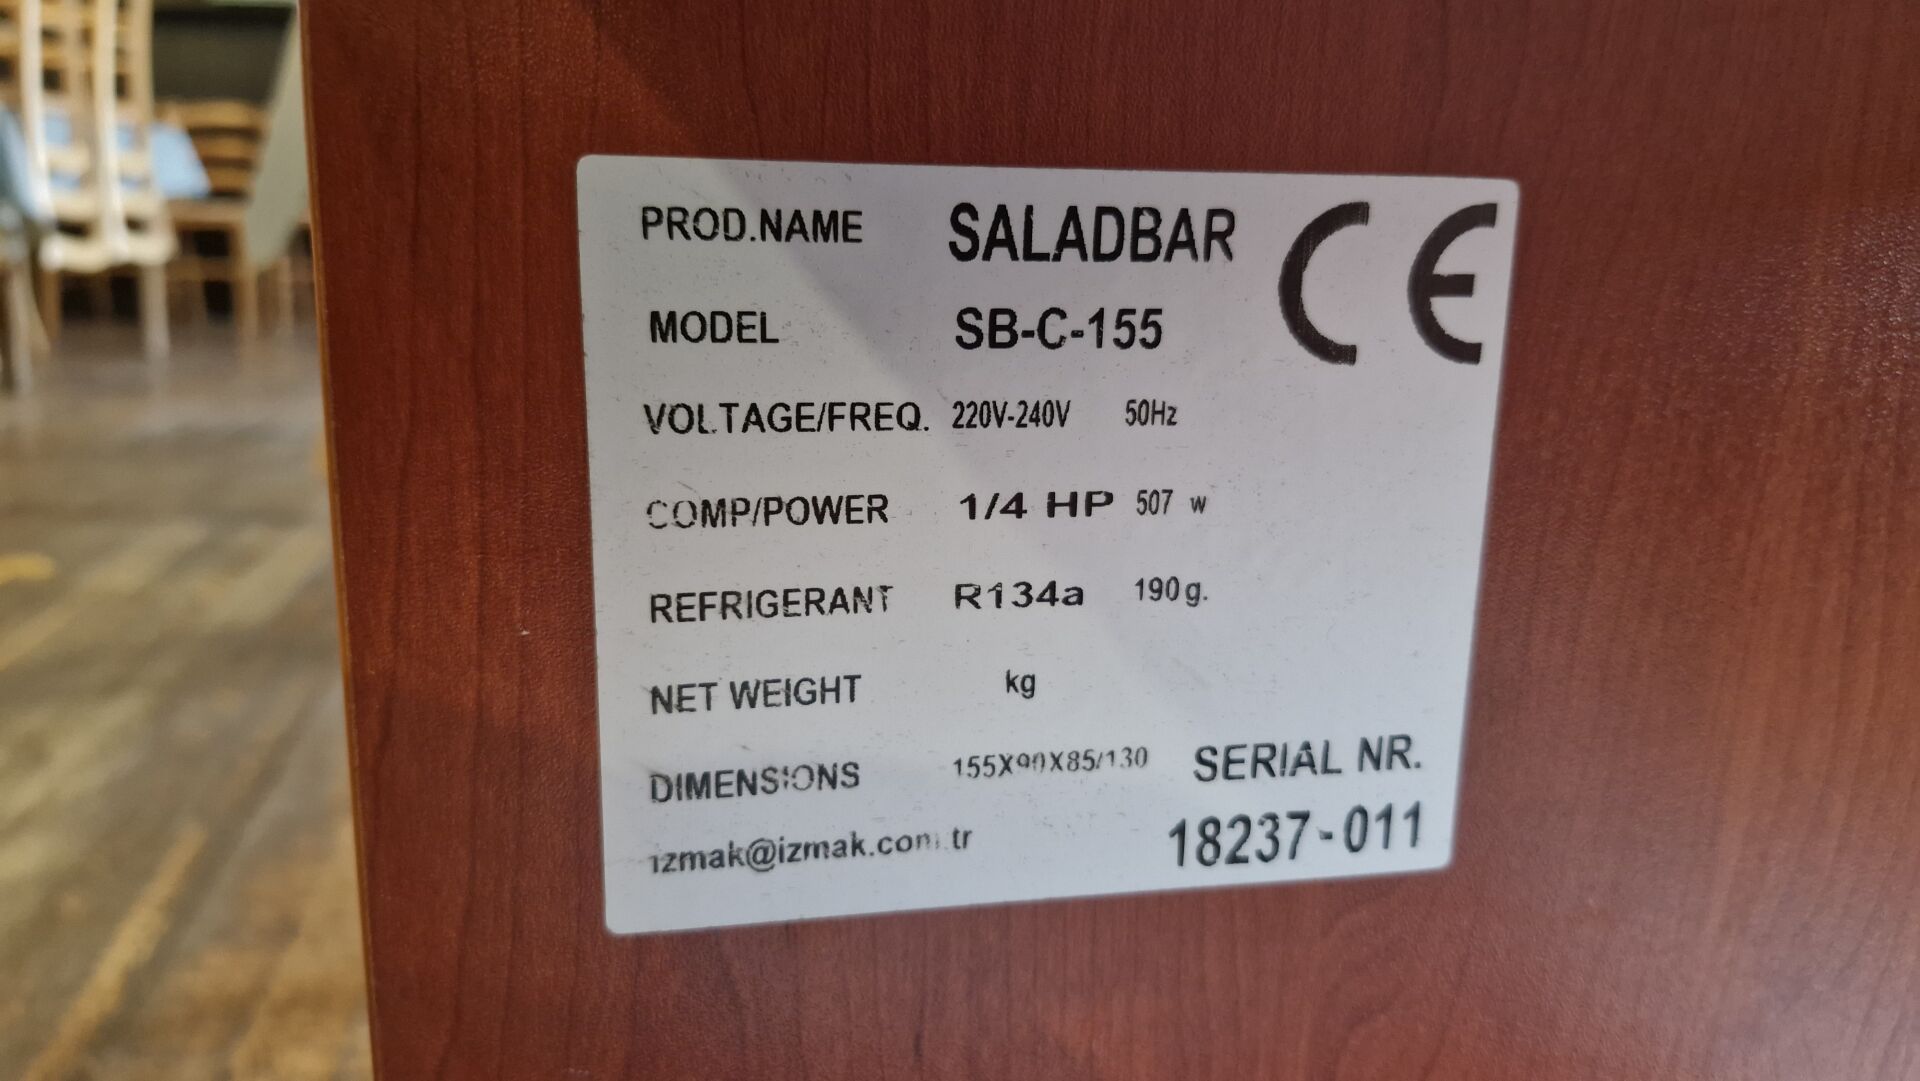 PROD.NAME SALADBAR CE
MODEL SB-C-155
VOLTAGE/FREQ. 220V-240V 50Hz
COMP/POWER 1/4 HP 507 w
REFRIGERANT R134a 190g.
NET WEIGHT kg
DIMENSIONS 155X90X85/130 SERIAL NR.
izmak@izmak.com.tr 18237-011